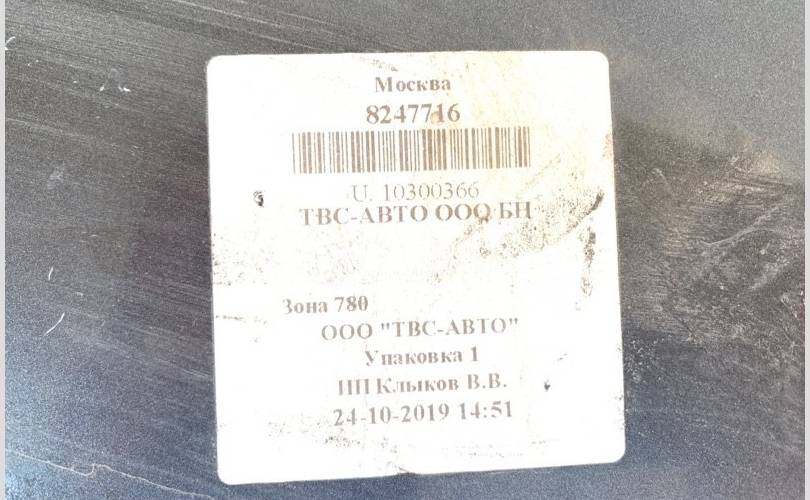 Москва
8247716
U. 10300366
ТВС-АВТО ООО БН
Зона 780
ООО "ТВС-АВТО"
Упаковка 1
ИП Клыков В.В.
24-10-2019 14:51